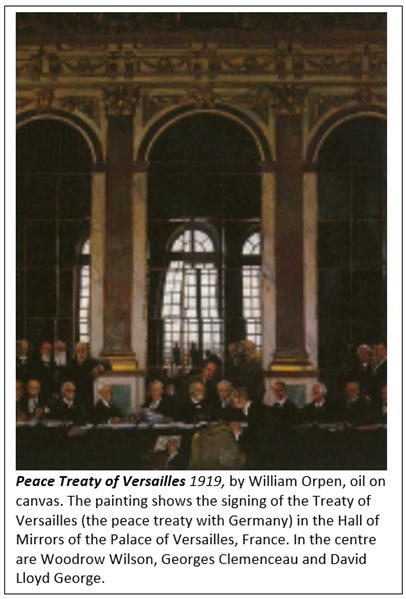 Peace Treaty of Versailles 1919, by William Orpen, oil on
canvas. The painting shows the signing of the Treaty of
Versailles (the peace treaty with Germany) in the Hall of
Mirrors of the Palace of Versailles, France. In the centre
are Woodrow Wilson, Georges Clemenceau and David
Lloyd George.